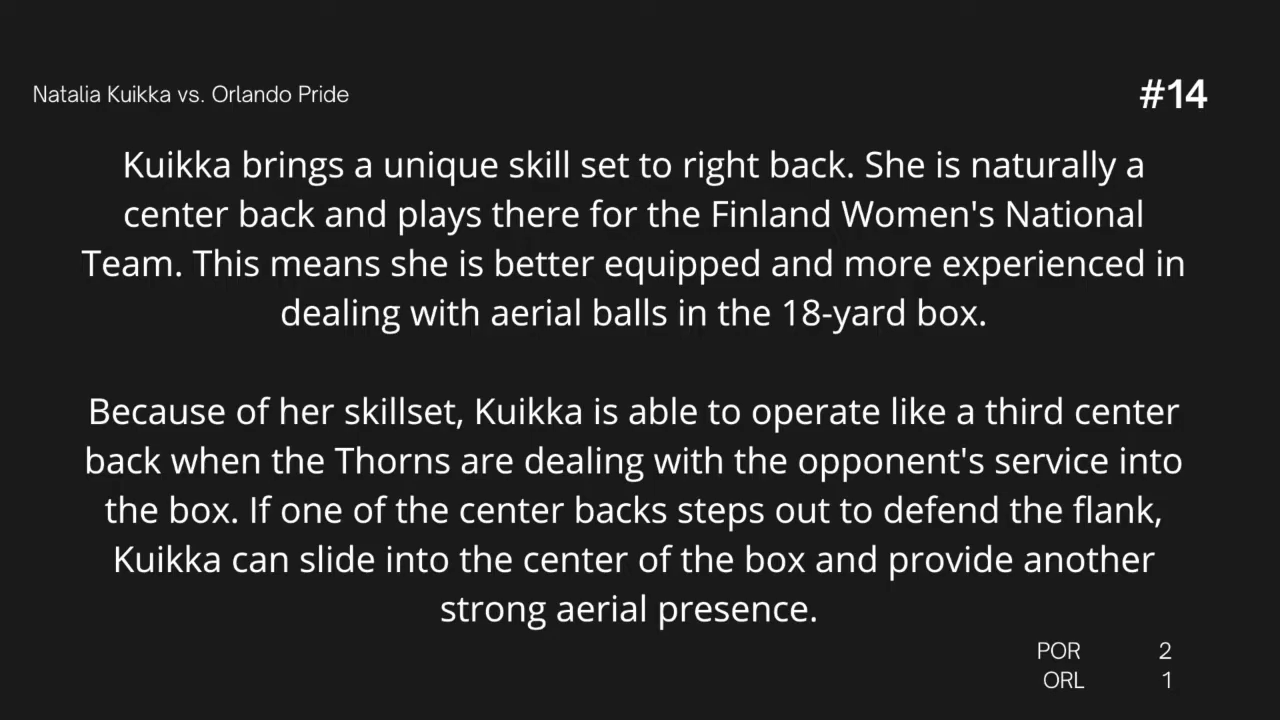 Natalia Kuikka vs. Orlando Pride
#14
Kuikka brings a unique skill set to right back. She is naturally a
center back and plays there for the Finland Women's National
Team. This means she is better equipped and more experienced in
dealing with aerial balls in the 18-yard box.
Because of her skillset, Kuikka is able to operate like a third center
back when the Thorns are dealing with the opponent's service into
the box. If one of the center backs steps out to defend the flank,
Kuikka can slide into the center of the box and provide another
strong aerial presence.
POR 2
ORL 1